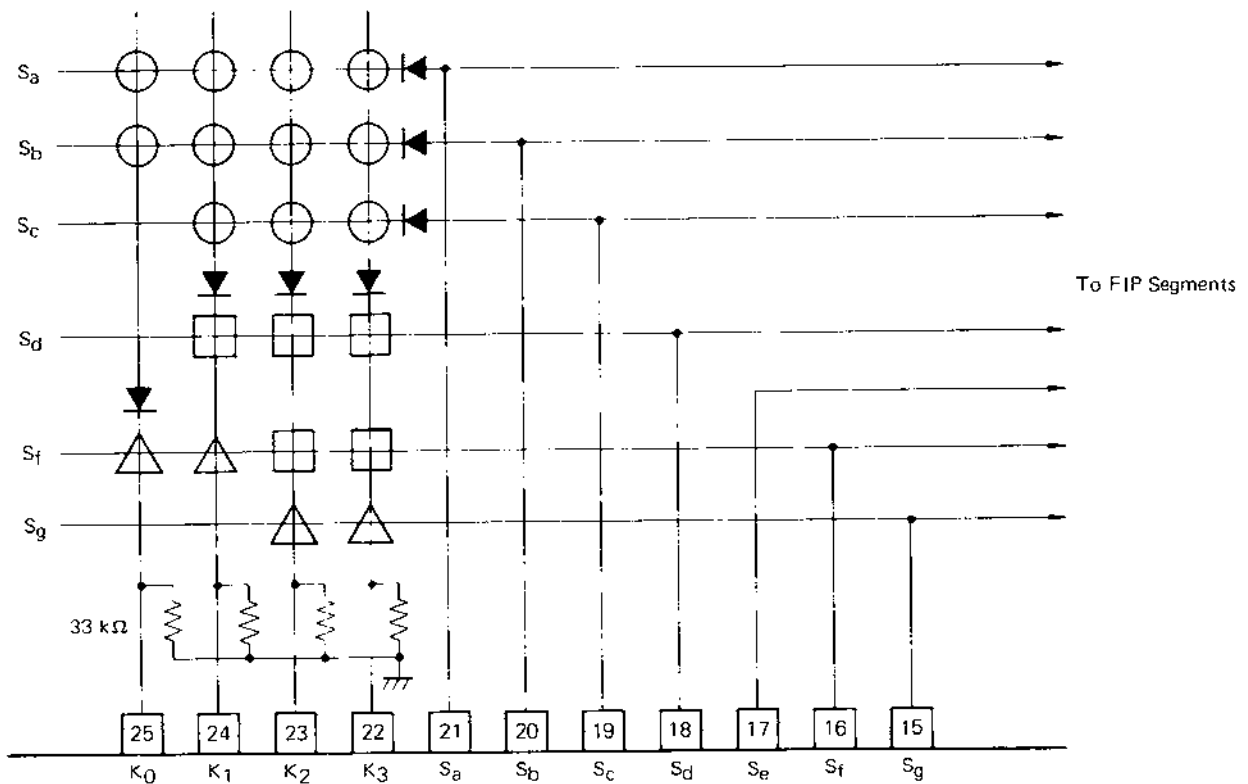 Sa
Sb
Sc
To FIP Segments
Sd
Sf
Sg
33 kΩ
25 24 23 22 21 20 19 18 17 16 15
K0 K1 K2 K3 Sa Sb Sc Sd Se Sf Sg